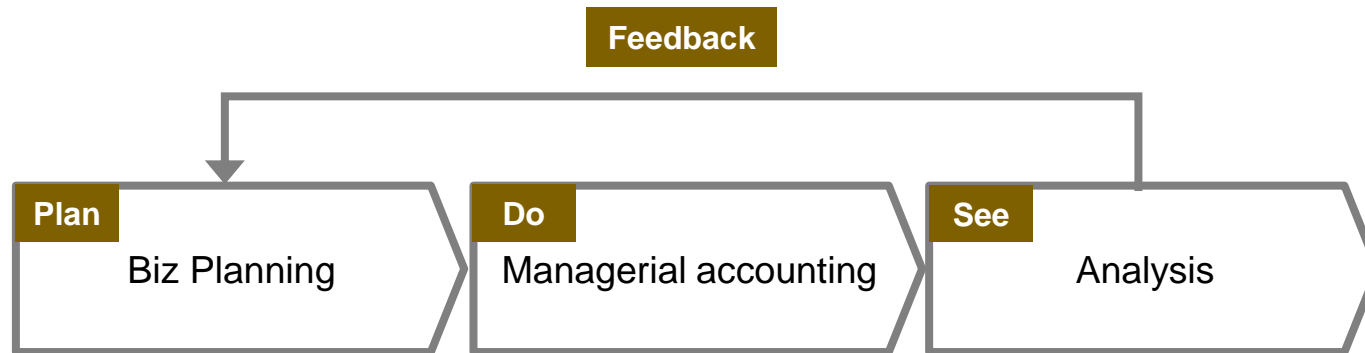 Feedback
Plan
Biz Planning
Do
Managerial accounting
See
Analysis